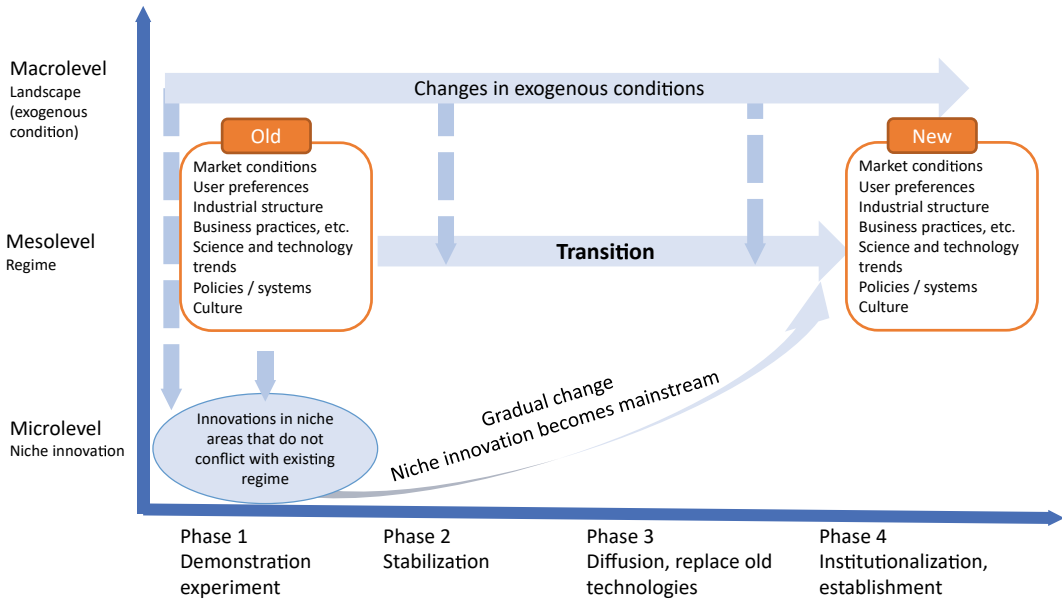 Macrolevel
Landscape
(exogenous
condition)
Changes in exogenous conditions
Old
Market conditions
User preferences
Industrial structure
Business practices, etc.
Science and technology
trends
Policies / systems
Culture
New
Market conditions
User preferences
Industrial structure
Business practices, etc.
Science and technology
trends
Policies / systems
Culture
Mesolevel
Regime
Transition
Microlevel
Niche innovation
Innovations in niche
areas that do not
conflict with existing
regime
Gradual change
Niche innovation becomes mainstream
Phase 1
Demonstration
experiment
Phase 2
Stabilization
Phase 3
Diffusion, replace old
technologies
Phase 4
Institutionalization,
establishment